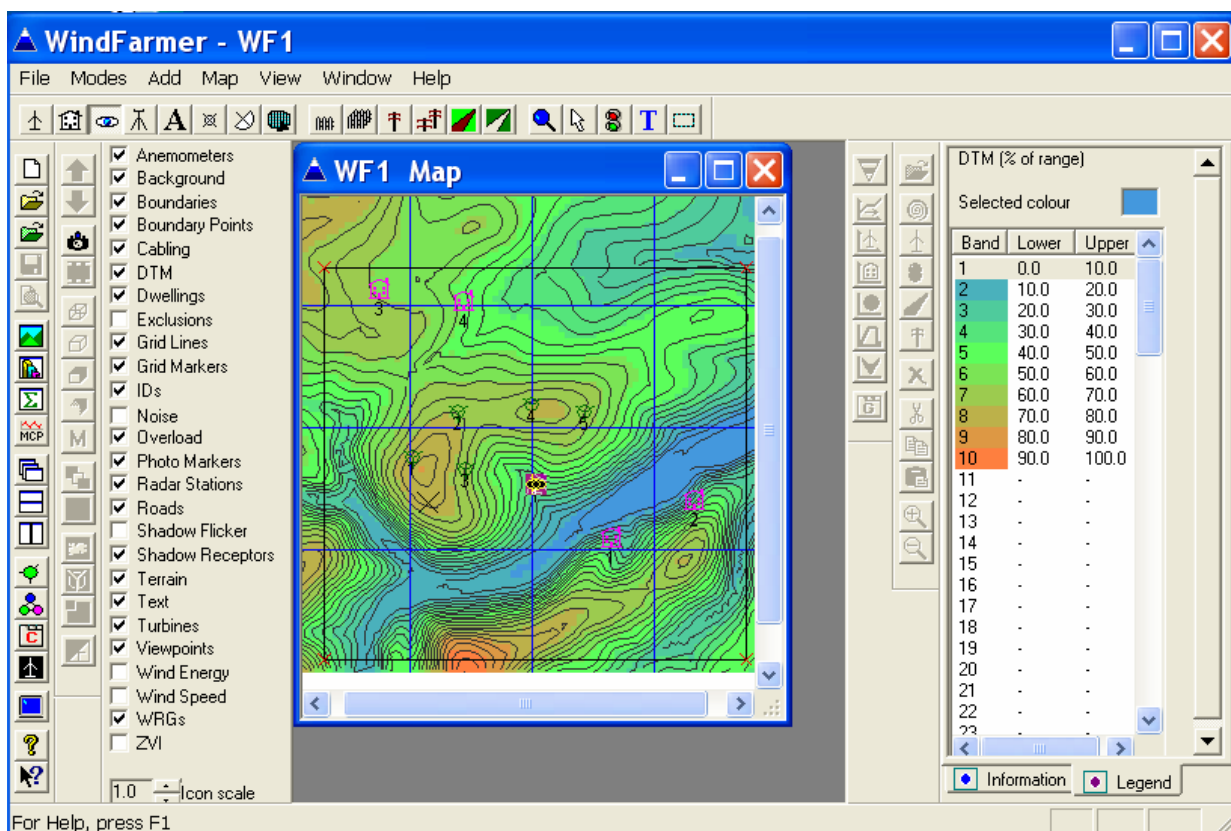 WindFarmer - WF1
File Modes Add Map View Window Help
A T
Anemometers
Background
Boundaries
Boundary Points
Cabling
DTM
Dwellings
Exclusions
Grid Lines
Grid Markers
IDs
Noise
Overload
Photo Markers
Radar Stations
Roads
Shadow Flicker
Shadow Receptors
Terrain
Text
Turbines
Viewpoints
Wind Energy
Wind Speed
WRGs
ZVI
1.0 Icon scale
Σ
MCP
C
?
?
M
WF1 Map
3
4
2
4
5
3
2
1
G
DTM (% of range)
Selected colour
Band Lower Upper
1 0.0 10.0
2 10.0 20.0
3 20.0 30.0
4 30.0 40.0
5 40.0 50.0
6 50.0 60.0
7 60.0 70.0
8 70.0 80.0
9 80.0 90.0
10 90.0 100.0
11 - -
12 - -
13 - -
14 - -
15 - -
16 - -
17 - -
18 - -
19 - -
20 - -
21 - -
22 - -
23 - -
Information Legend
For Help, press F1